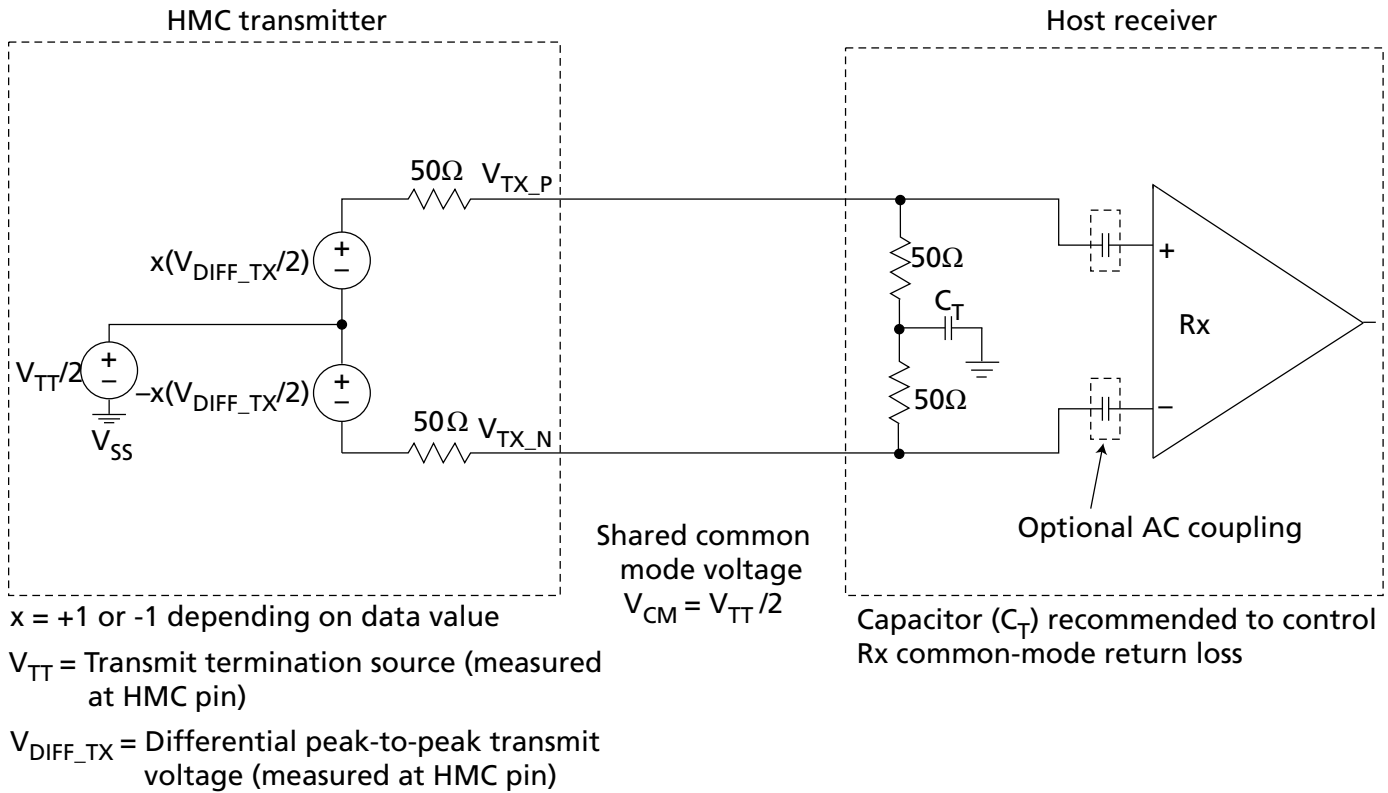 HMC transmitter
Host receiver
50Ω
V_TX_P
x(V_DIFF_TX/2)
+
–
V_TT/2
+
–
–x(V_DIFF_TX/2)
+
–
V_SS
50Ω
V_TX_N
50Ω
C_T
50Ω
+
Rx
–
Optional AC coupling
Shared common
mode voltage
V_CM = V_TT /2
x = +1 or -1 depending on data value
V_TT = Transmit termination source (measured
at HMC pin)
V_DIFF_TX = Differential peak-to-peak transmit
voltage (measured at HMC pin)
Capacitor (C_T) recommended to control
Rx common-mode return loss